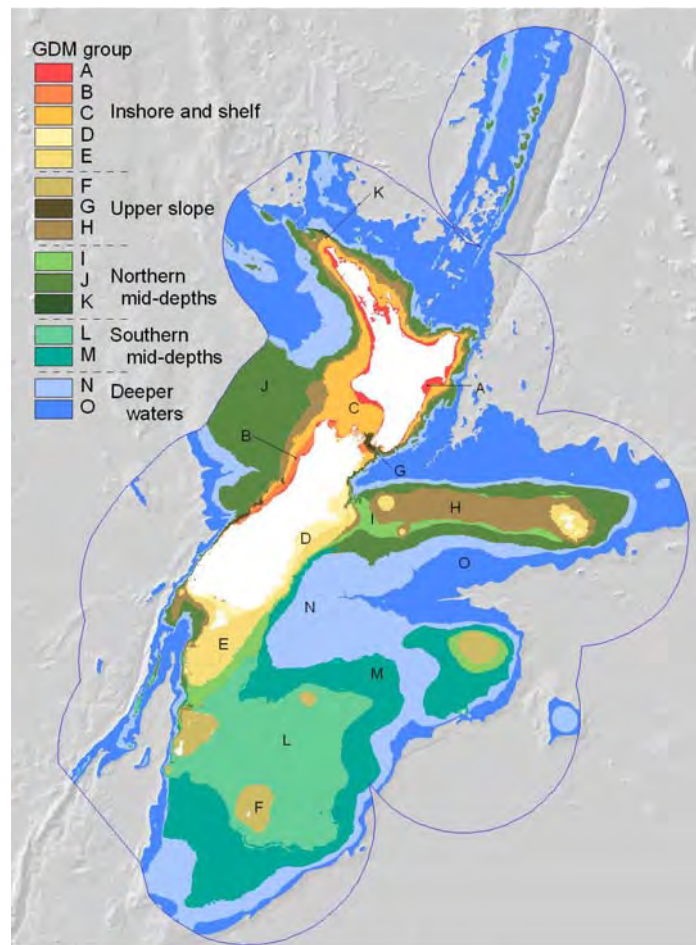 GDM group
A
B
C
D
E
Inshore and shelf
F
G
H
Upper slope
I
J
K
Northern
mid-depths
L
M
Southern
mid-depths
N
O
Deeper
waters
K
J
A
C
B
G
H
I
D
O
N
E
M
L
F